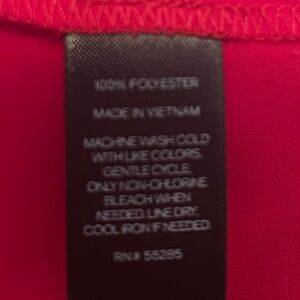 100% POLYESTER
MADE IN VIETNAM
MACHINE WASH COLD
WITH LIKE COLORS.
GENTLE CYCLE.
ONLY NON-CHLORINE
BLEACH WHEN
NEEDED. LINE DRY.
COOL IRON IF NEEDED.
RN# 55285